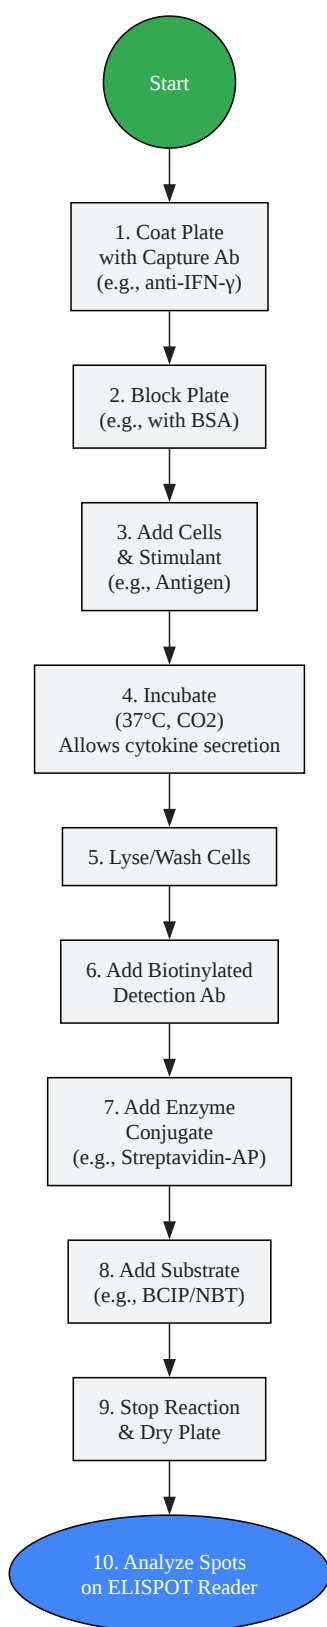 Start
1. Coat Plate
with Capture Ab
(e.g., anti-IFN-γ)
2. Block Plate
(e.g., with BSA)
3. Add Cells
& Stimulant
(e.g., Antigen)
4. Incubate
(37°C, CO2)
Allows cytokine secretion
5. Lyse/Wash Cells
6. Add Biotinylated
Detection Ab
7. Add Enzyme
Conjugate
(e.g., Streptavidin-AP)
8. Add Substrate
(e.g., BCIP/NBT)
9. Stop Reaction
& Dry Plate
10. Analyze Spots
on ELISPOT Reader